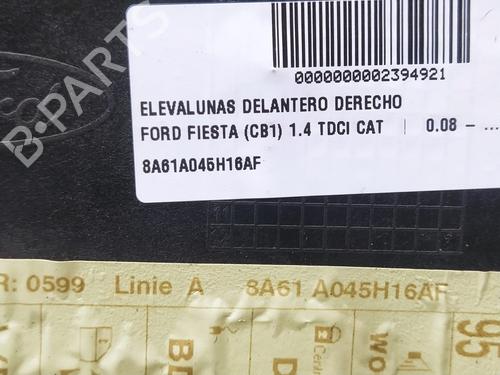 0000000002394921
ELEVALUNAS DELANTERO DERECHO
FORD FIESTA (CB1) 1.4 TDCI CAT | 0.08 - ...
8A61A045H16AF
B-PARTS
R: 0599 Linie A 8A61 A045H16AF
95